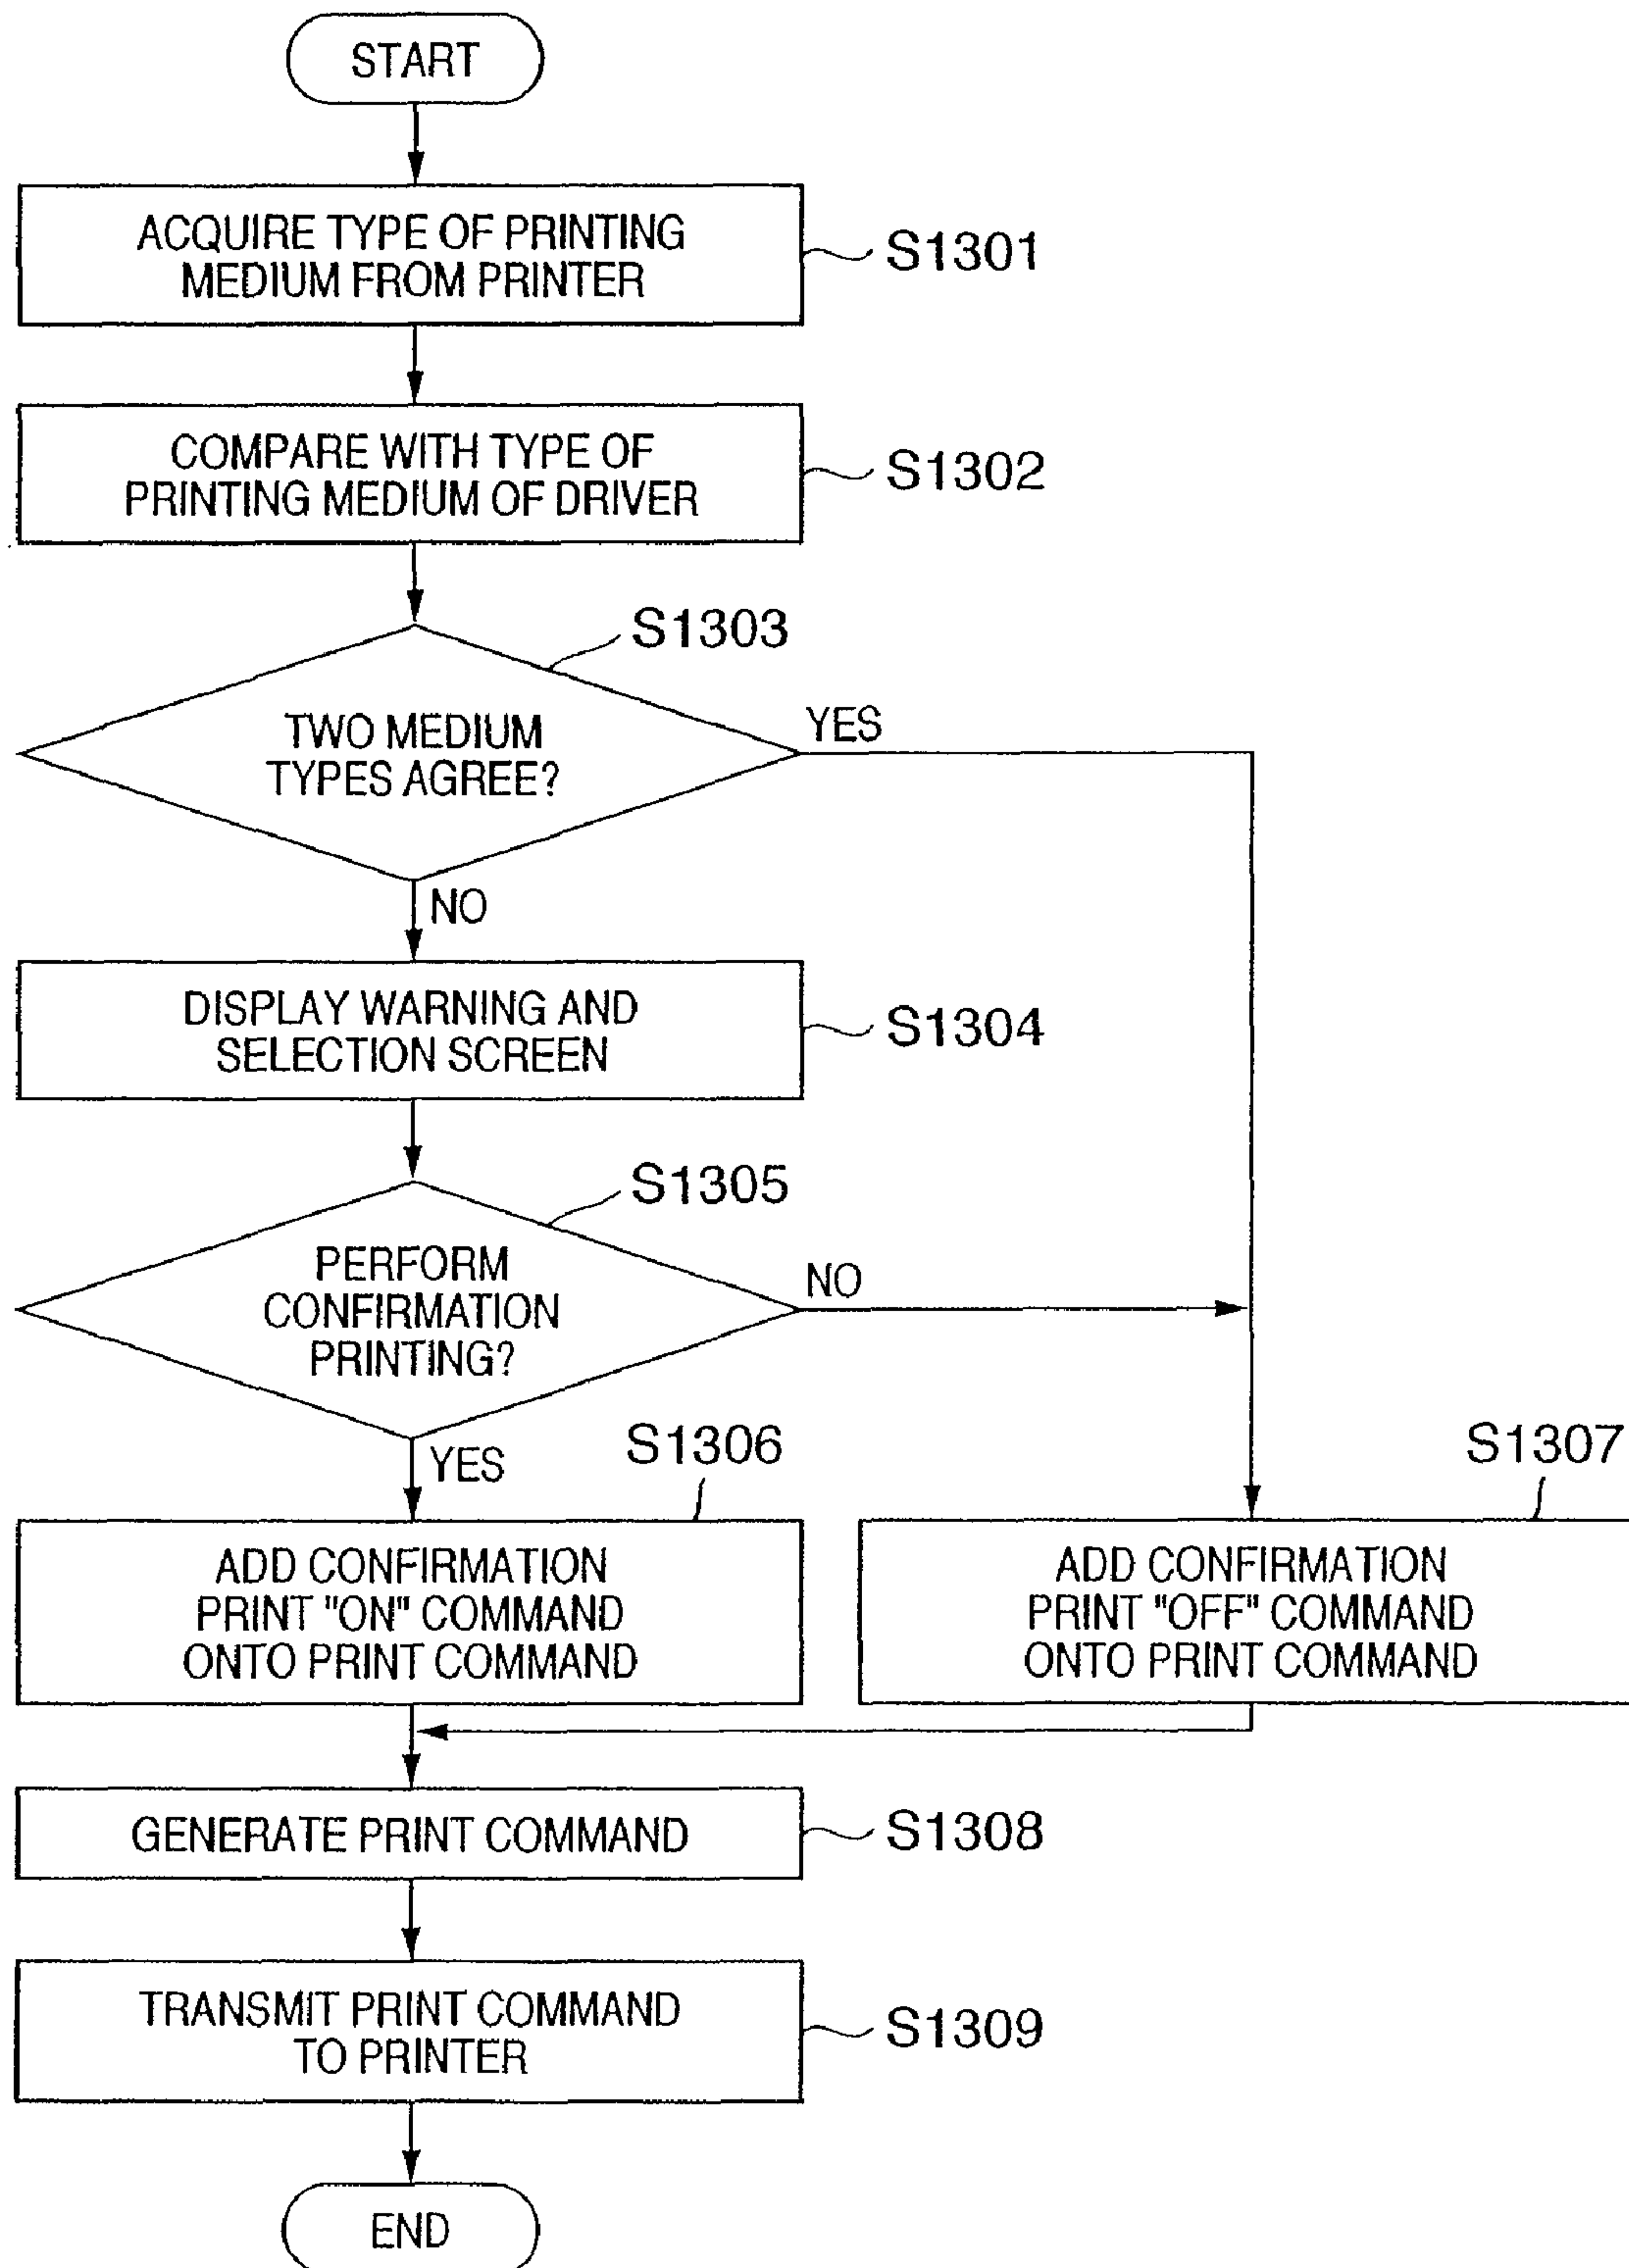 START
ACQUIRE TYPE OF PRINTING
MEDIUM FROM PRINTER
S1301
COMPARE WITH TYPE OF
PRINTING MEDIUM OF DRIVER
S1302
S1303
TWO MEDIUM
TYPES AGREE?
YES
NO
DISPLAY WARNING AND
SELECTION SCREEN
S1304
S1305
PERFORM
CONFIRMATION
PRINTING?
NO
YES
S1306
ADD CONFIRMATION
PRINT "ON" COMMAND
ONTO PRINT COMMAND
S1307
ADD CONFIRMATION
PRINT "OFF" COMMAND
ONTO PRINT COMMAND
GENERATE PRINT COMMAND
S1308
TRANSMIT PRINT COMMAND
TO PRINTER
S1309
END